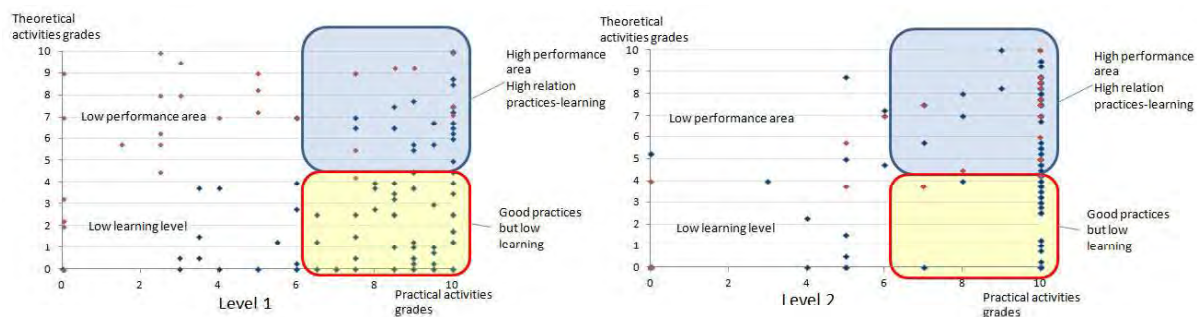 Theoretical
activities grades
10
9
8
7
6
5
4
3
2
1
0
0
2
4
6
8
10
Low performance area
Low learning level
High performance
area
High relation
practices-learning
Good practices
but low
learning
Level 1
Practical activities
grades
Theoretical
activities grades
10
9
8
7
6
5
4
3
2
1
0
0
2
4
6
8
10
Low performance area
Low learning level
High performance
area
High relation
practices-learning
Good practices
but low
learning
Level 2
Practical activities
grades